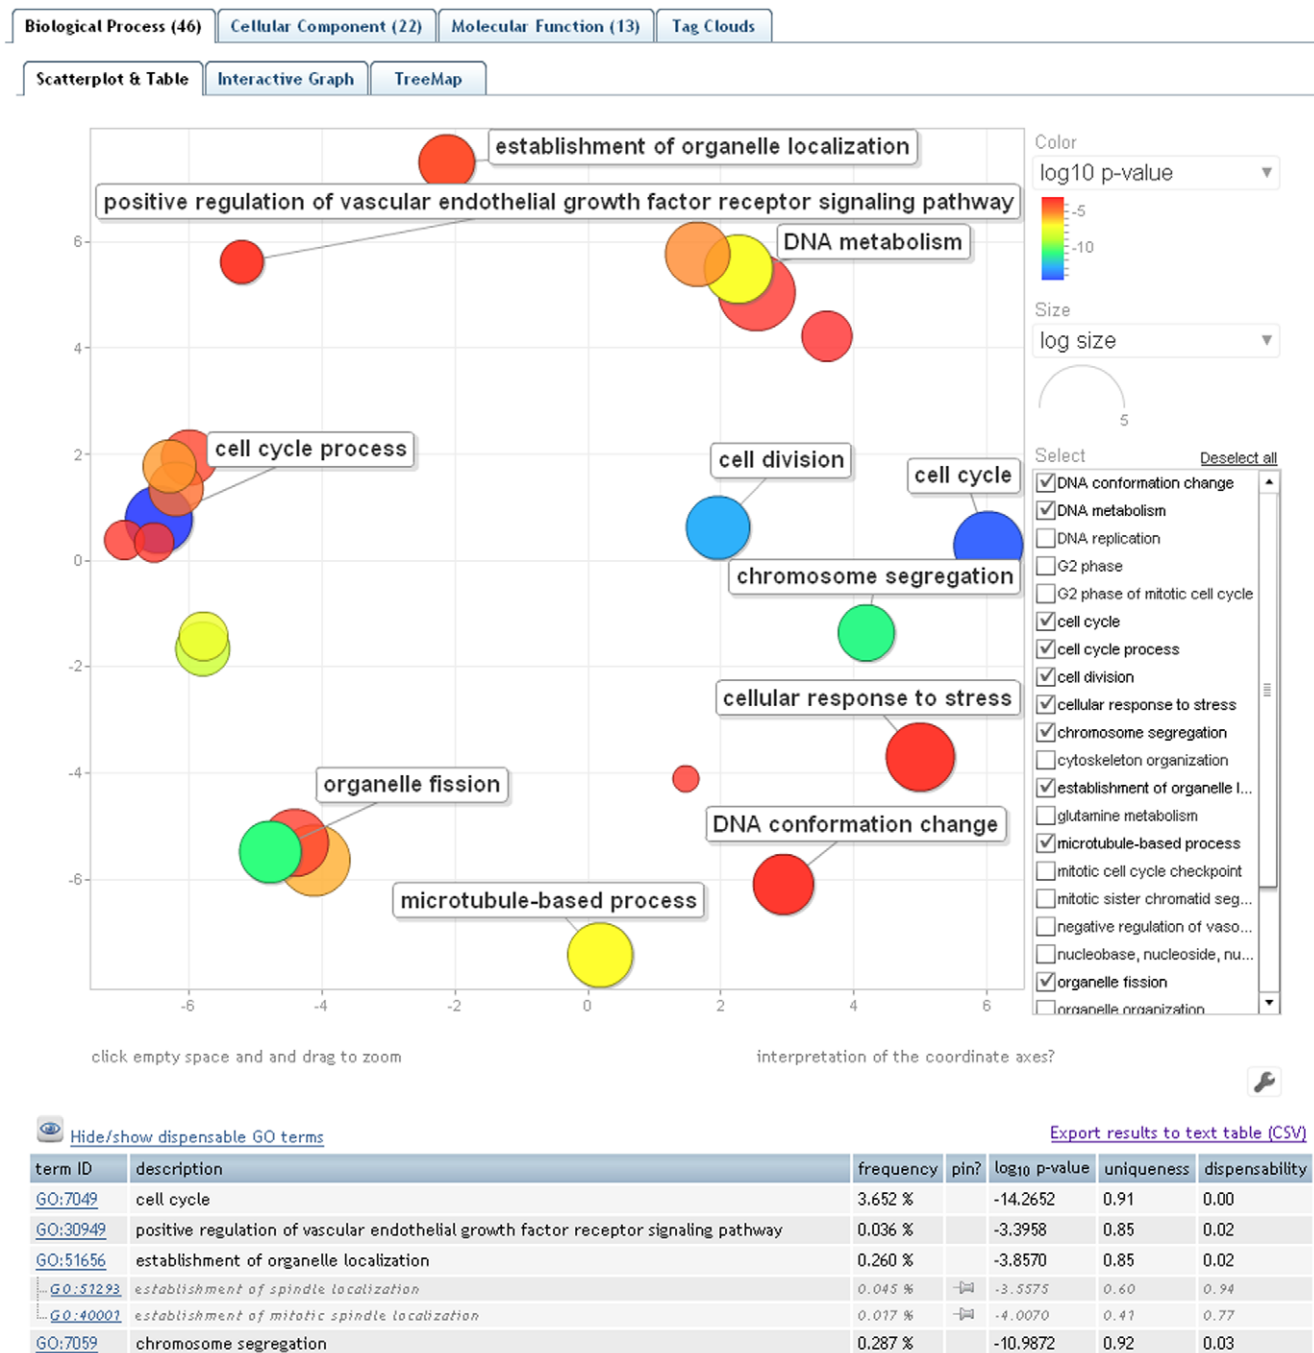 Biological Process (46) Cellular Component (22) Molecular Function (13) Tag Clouds
Scatterplot & Table Interactive Graph TreeMap
establishment of organelle localization
positive regulation of vascular endothelial growth factor receptor signaling pathway
DNA metabolism
cell cycle process
cell division
cell cycle
chromosome segregation
cellular response to stress
organelle fission
DNA conformation change
microtubule-based process
6
4
2
0
-2
-4
-6
-6 -4 -2 0 2 4 6
Color
log10 p-value
-5
-10
Size
log size
5
Select Deselect all
DNA conformation change
DNA metabolism
DNA replication
G2 phase
G2 phase of mitotic cell cycle
cell cycle
cell cycle process
cell division
cellular response to stress
chromosome segregation
cytoskeleton organization
establishment of organelle l...
glutamine metabolism
microtubule-based process
mitotic cell cycle checkpoint
mitotic sister chromatid seg...
negative regulation of vaso...
nucleobase, nucleoside, nu...
organelle fission
organelle organization
click empty space and and drag to zoom interpretation of the coordinate axes?
Hide/show dispensable GO terms Export results to text table (CSV)
term ID description frequency pin? log10 p-value uniqueness dispensability
GO:7049 cell cycle 3.652 % -14.2652 0.91 0.00
GO:30949 positive regulation of vascular endothelial growth factor receptor signaling pathway 0.036 % -3.3958 0.85 0.02
GO:51656 establishment of organelle localization 0.260 % -3.8570 0.85 0.02
GO:51293 establishment of spindle localization 0.045 % -3.5575 0.60 0.94
GO:40001 establishment of mitotic spindle localization 0.017 % -4.0070 0.41 0.77
GO:7059 chromosome segregation 0.287 % -10.9872 0.92 0.03